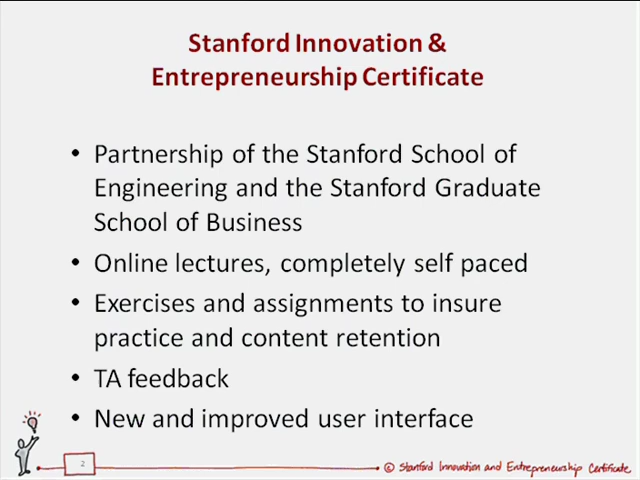 Stanford Innovation &
Entrepreneurship Certificate
• Partnership of the Stanford School of
Engineering and the Stanford Graduate
School of Business
• Online lectures, completely self paced
• Exercises and assignments to insure
practice and content retention
• TA feedback
• New and improved user interface
2
© Stanford Innovation and Entrepreneurship Certificate